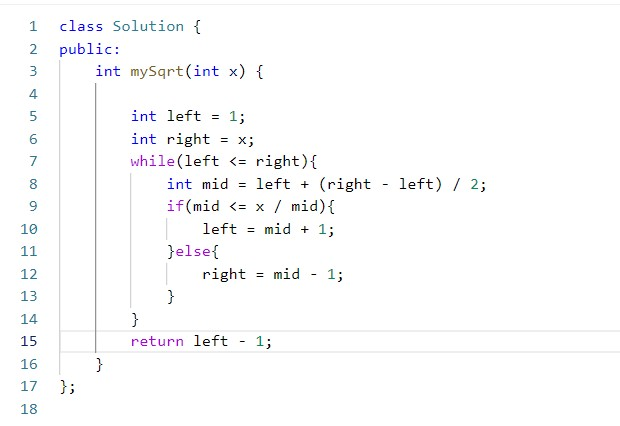 1 class Solution {
2 public:
3     int mySqrt(int x) {
4
5         int left = 1;
6         int right = x;
7         while(left <= right){
8             int mid = left + (right - left) / 2;
9             if(mid <= x / mid){
10                 left = mid + 1;
11             }else{
12                 right = mid - 1;
13             }
14         }
15         return left - 1;
16     }
17 };
18